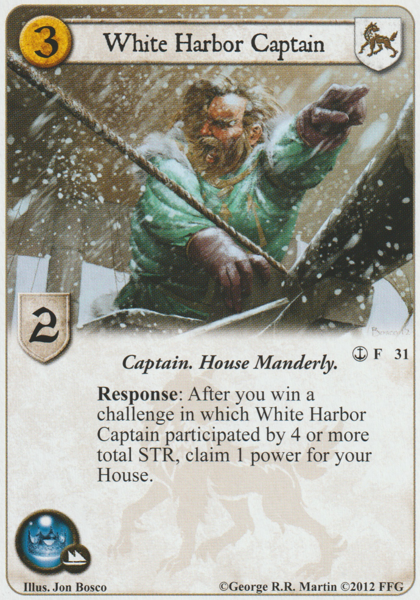 3
White Harbor Captain
2
Captain. House Manderly.
F 31
Response: After you win a
challenge in which White Harbor
Captain participated by 4 or more
total STR, claim 1 power for your
House.
Illus. Jon Bosco
©George R.R. Martin ©2012 FFG